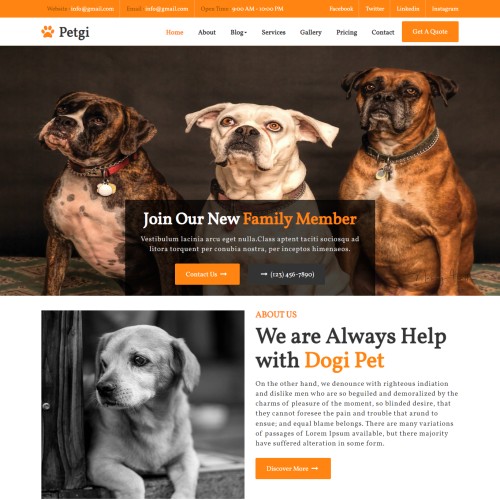 Website : info@gmail.com Email : info@gmail.com Open Time : 9:00 AM - 10:00 PM Facebook Twitter Linkedin Instagram
Petgi Home About Blog Services Gallery Pricing Contact Get A Quote
Join Our New Family Member
Vestibulum lacinia arcu eget nulla.Class aptent taciti sociosqu ad
litora torquent per conubia nostra, per inceptos himenaeos.
Contact Us → → (123) 456-7890)
ABOUT US
We are Always Help
with Dogi Pet
On the other hand, we denounce with righteous indiation
and dislike men who are so beguiled and demoralized by the
charms of pleasure of the moment, so blinded desire, that
they cannot foresee the pain and trouble that arund to
ensue; and equal blame belongs. There are many variations
of passages of Lorem Ipsum available, but there majority
have suffered alteration in some form.
Discover More →